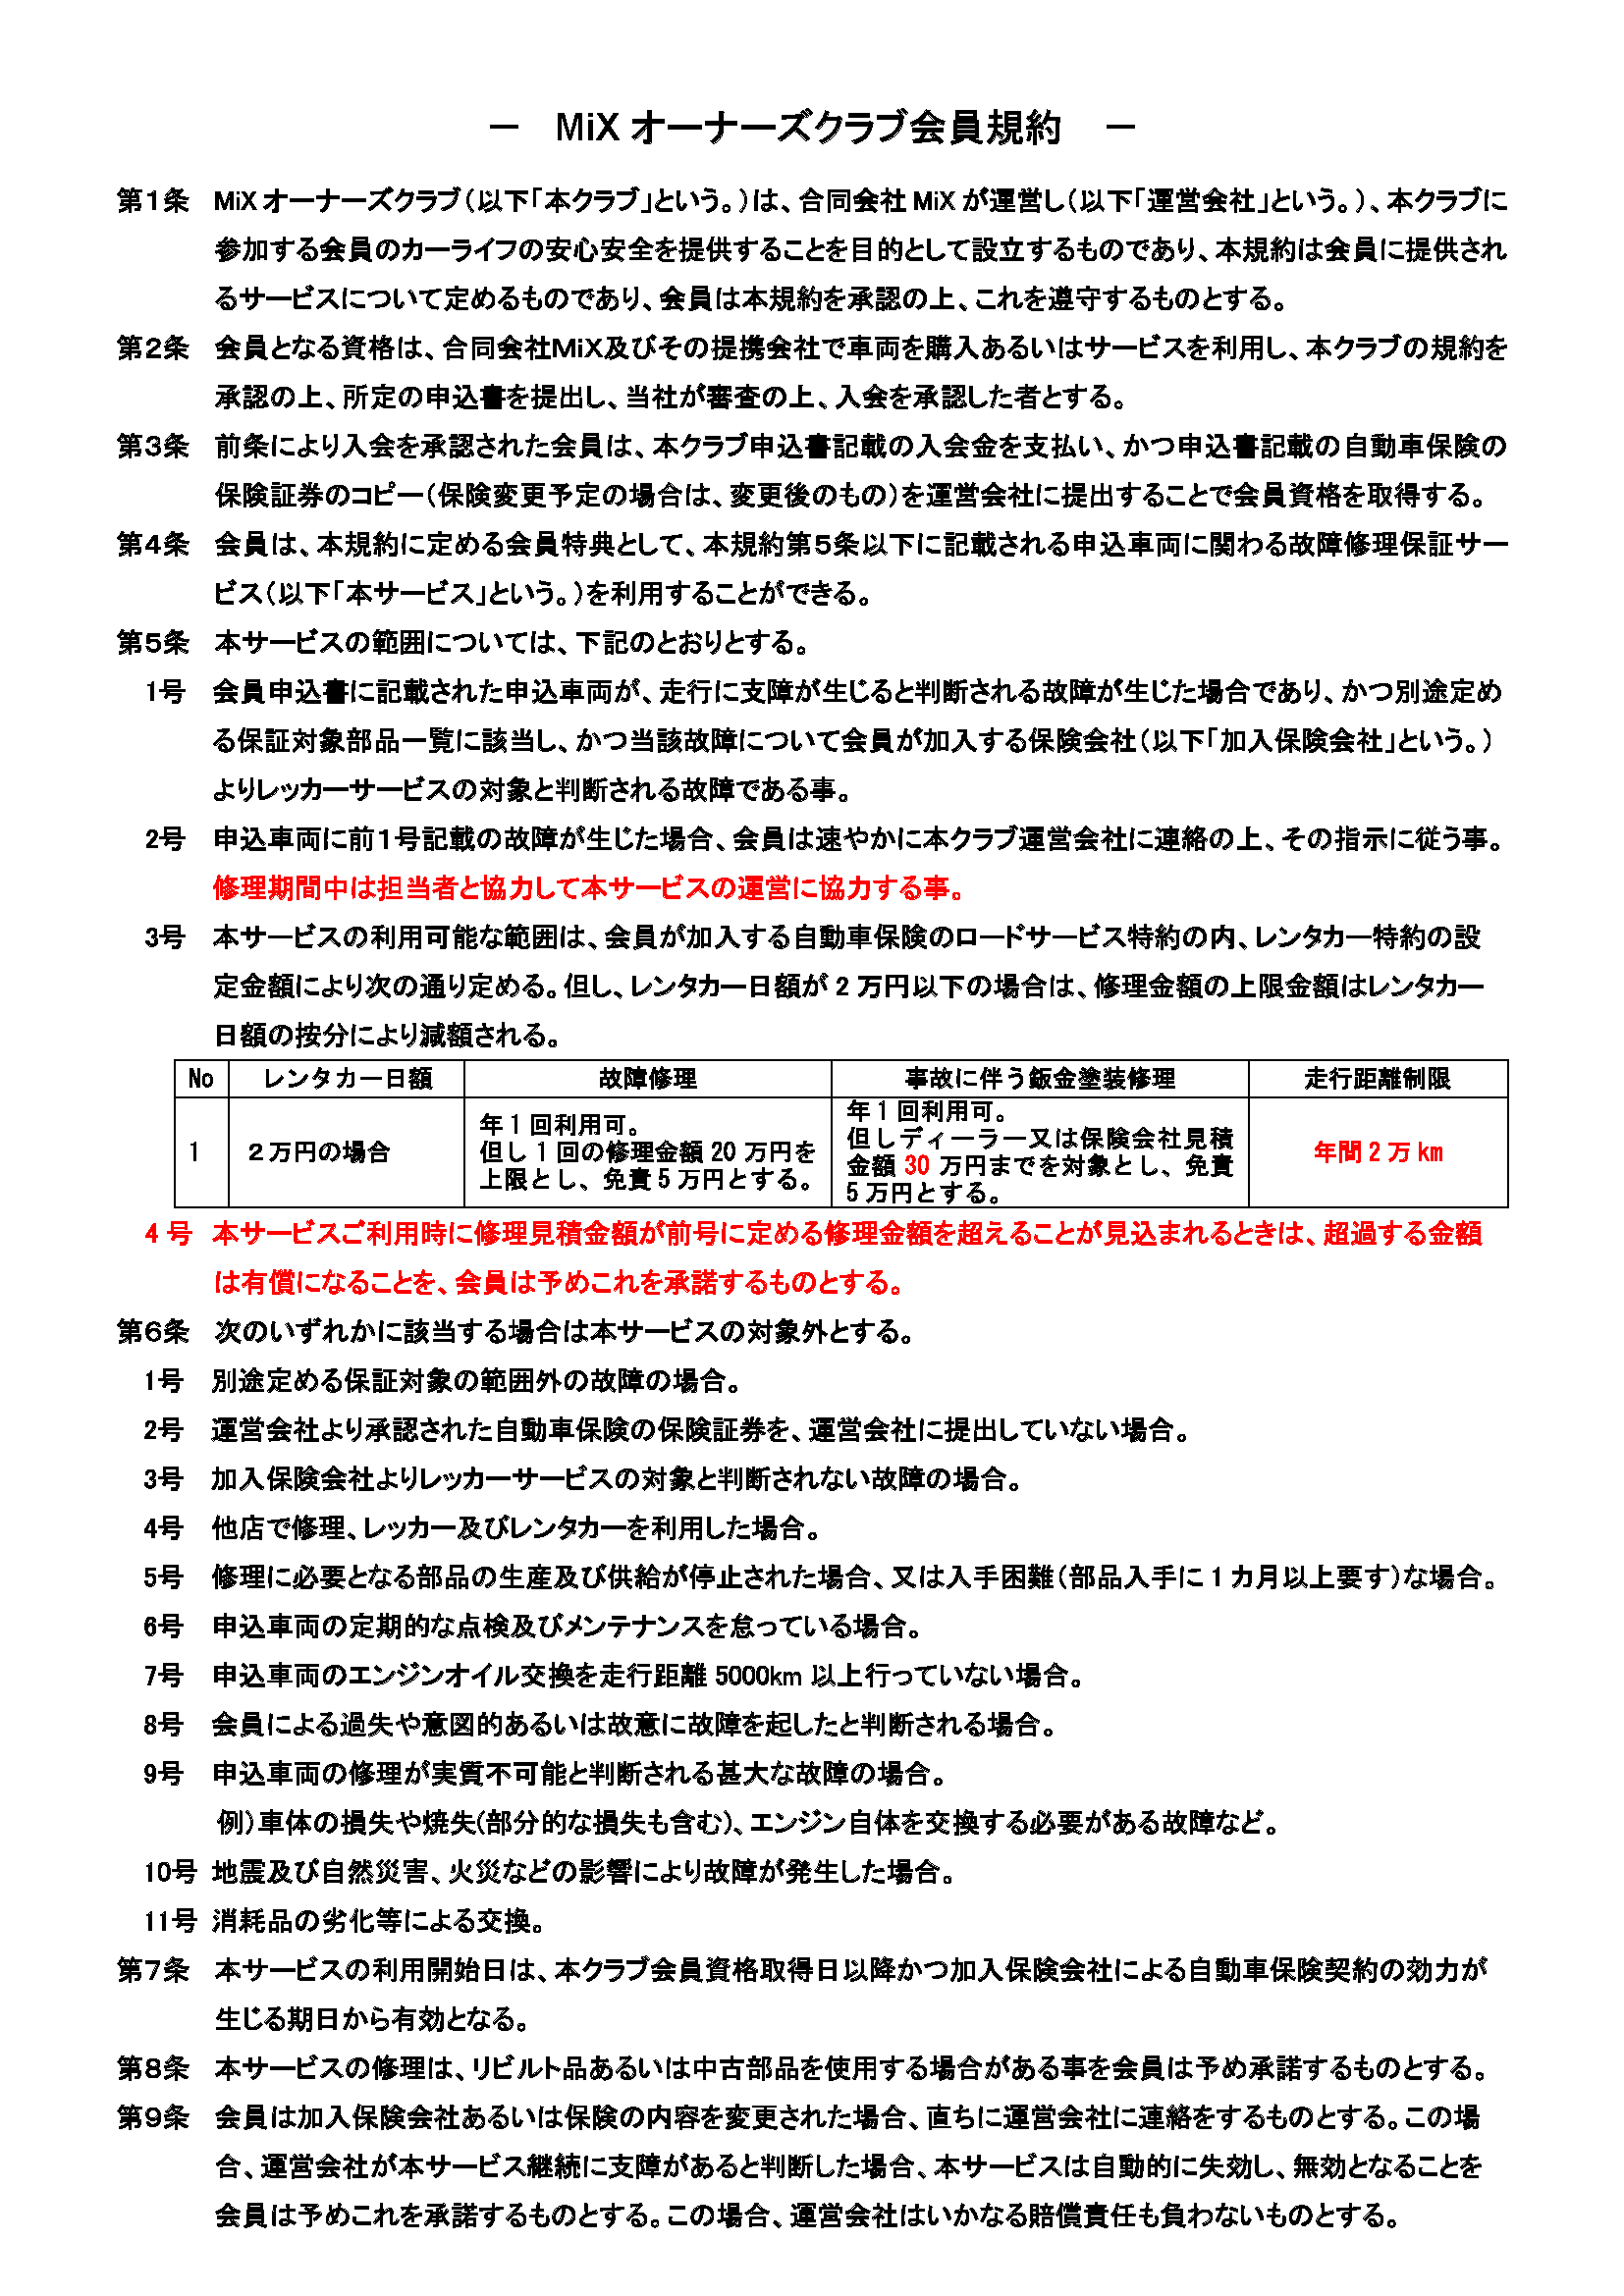 －　MiX オーナーズクラブ会員規約　－
第１条　MiX オーナーズクラブ（以下「本クラブ」という。）は、合同会社 MiX が運営し（以下「運営会社」という。）、本クラブに
参加する会員のカーライフの安心安全を提供することを目的として設立するものであり、本規約は会員に提供され
るサービスについて定めるものであり、会員は本規約を承認の上、これを遵守するものとする。
第２条　会員となる資格は、合同会社ＭｉＸ及びその提携会社で車両を購入あるいはサービスを利用し、本クラブの規約を
承認の上、所定の申込書を提出し、当社が審査の上、入会を承認した者とする。
第３条　前条により入会を承認された会員は、本クラブ申込書記載の入会金を支払い、かつ申込書記載の自動車保険の
保険証券のコピー（保険変更予定の場合は、変更後のもの）を運営会社に提出することで会員資格を取得する。
第４条　会員は、本規約に定める会員特典として、本規約第５条以下に記載される申込車両に関わる故障修理保証サー
ビス（以下「本サービス」という。）を利用することができる。
第５条　本サービスの範囲については、下記のとおりとする。
1号　会員申込書に記載された申込車両が、走行に支障が生じると判断される故障が生じた場合であり、かつ別途定め
る保証対象部品一覧に該当し、かつ当該故障について会員が加入する保険会社（以下「加入保険会社」という。）
よりレッカーサービスの対象と判断される故障である事。
2号　申込車両に前１号記載の故障が生じた場合、会員は速やかに本クラブ運営会社に連絡の上、その指示に従う事。
修理期間中は担当者と協力して本サービスの運営に協力する事。
3号　本サービスの利用可能な範囲は、会員が加入する自動車保険のロードサービス特約の内、レンタカー特約の設
定金額により次の通り定める。但し、レンタカー日額が 2 万円以下の場合は、修理金額の上限金額はレンタカー
日額の按分により減額される。
No　レンタカー日額　故障修理　事故に伴う鈑金塗装修理　走行距離制限
1　２万円の場合　年 1 回利用可。
但し 1 回の修理金額 20 万円を
上限とし、免責 5 万円とする。
年 1 回利用可。
但しディーラー又は保険会社見積
金額 30 万円までを対象とし、免責
5 万円とする。
年間 2 万 km
4 号　本サービスご利用時に修理見積金額が前号に定める修理金額を超えることが見込まれるときは、超過する金額
は有償になることを、会員は予めこれを承諾するものとする。
第６条　次のいずれかに該当する場合は本サービスの対象外とする。
1号　別途定める保証対象の範囲外の故障の場合。
2号　運営会社より承認された自動車保険の保険証券を、運営会社に提出していない場合。
3号　加入保険会社よりレッカーサービスの対象と判断されない故障の場合。
4号　他店で修理、レッカー及びレンタカーを利用した場合。
5号　修理に必要となる部品の生産及び供給が停止された場合、又は入手困難（部品入手に 1 カ月以上要す）な場合。
6号　申込車両の定期的な点検及びメンテナンスを怠っている場合。
7号　申込車両のエンジンオイル交換を走行距離 5000km 以上行っていない場合。
8号　会員による過失や意図的あるいは故意に故障を起したと判断される場合。
9号　申込車両の修理が実質不可能と判断される甚大な故障の場合。
例）車体の損失や焼失(部分的な損失も含む)、エンジン自体を交換する必要がある故障など。
10号　地震及び自然災害、火災などの影響により故障が発生した場合。
11号　消耗品の劣化等による交換。
第７条　本サービスの利用開始日は、本クラブ会員資格取得日以降かつ加入保険会社による自動車保険契約の効力が
生じる期日から有効となる。
第８条　本サービスの修理は、リビルト品あるいは中古部品を使用する場合がある事を会員は予め承諾するものとする。
第９条　会員は加入保険会社あるいは保険の内容を変更された場合、直ちに運営会社に連絡をするものとする。この場
合、運営会社が本サービス継続に支障があると判断した場合、本サービスは自動的に失効し、無効となることを
会員は予めこれを承諾するものとする。この場合、運営会社はいかなる賠償責任も負わないものとする。